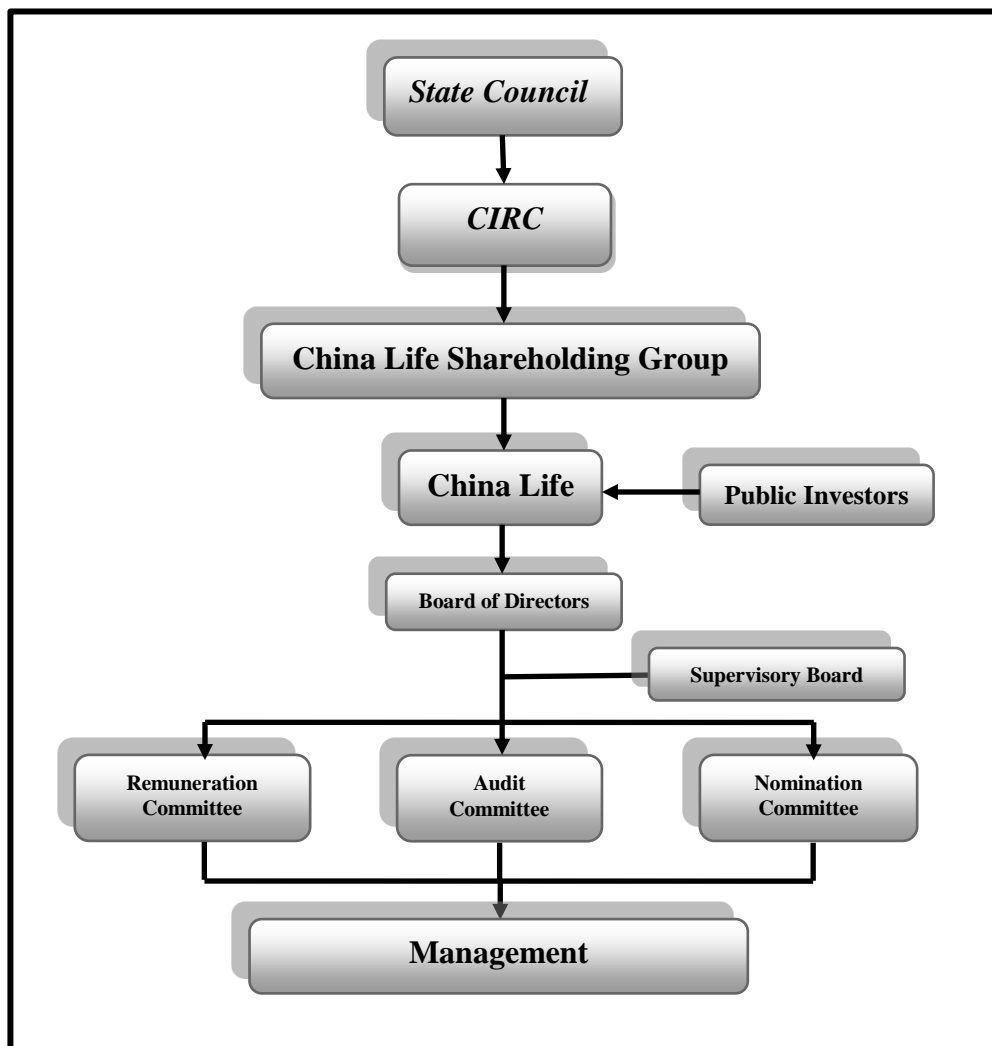 State Council
CIRC
China Life Shareholding Group
China Life
Public Investors
Board of Directors
Supervisory Board
Remuneration
Committee
Audit
Committee
Nomination
Committee
Management